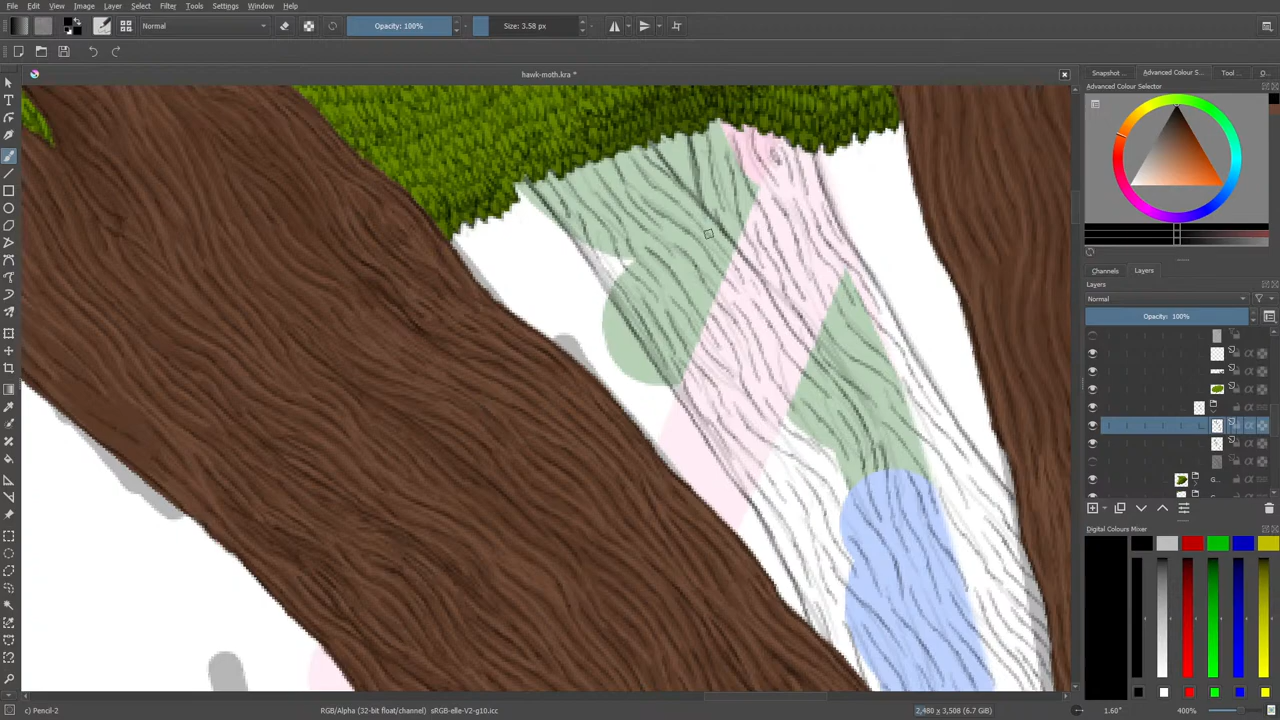 File Edit View Image Layer Select Filter Tools Settings Window Help
Normal Opacity: 100% Size: 3.58 px
hawk-moth.kra *
Snapshot ... Advanced Colour S... Tool ... O...
Advanced Colour Selector
Channels Layers
Layers
Normal
Opacity: 100%
G...
Digital Colours Mixer
c) Pencil-2 RGB/Alpha (32-bit float/channel) sRGB-elle-V2-g10.icc 2,480 x 3,508 (6.7 GiB) 1.60° 400%